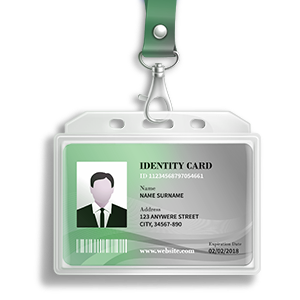 IDENTITY CARD
ID 11234568797054661
Name
NAME SURNAME
Address
123 ANYWERE STREET
CITY, 34567-890
www.website.com
Expiration Date
02/02/2018